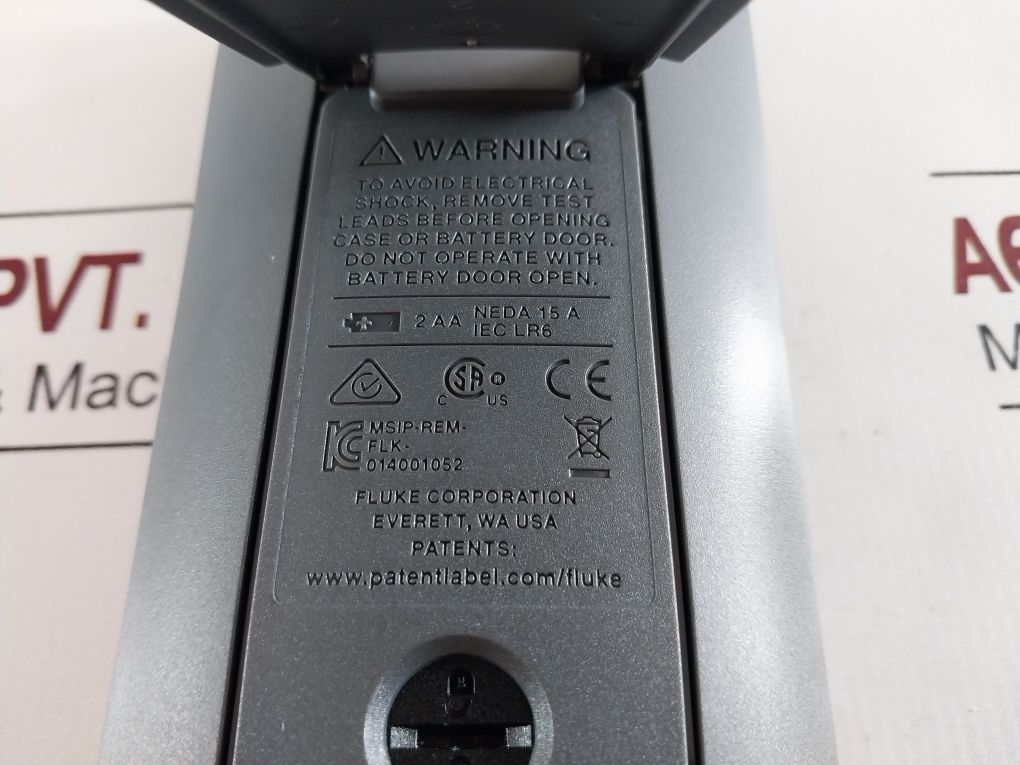 WARNING
TO AVOID ELECTRICAL
SHOCK, REMOVE TEST
LEADS BEFORE OPENING
CASE OR BATTERY DOOR.
DO NOT OPERATE WITH
BATTERY DOOR OPEN.
2 AA NEDA 15 A
IEC LR6
C SA ® US CE
KC MSIP-REM-
FLK-
014001052
FLUKE CORPORATION
EVERETT, WA USA
PATENTS:
www.patentlabel.com/fluke
PVT.
& Mac